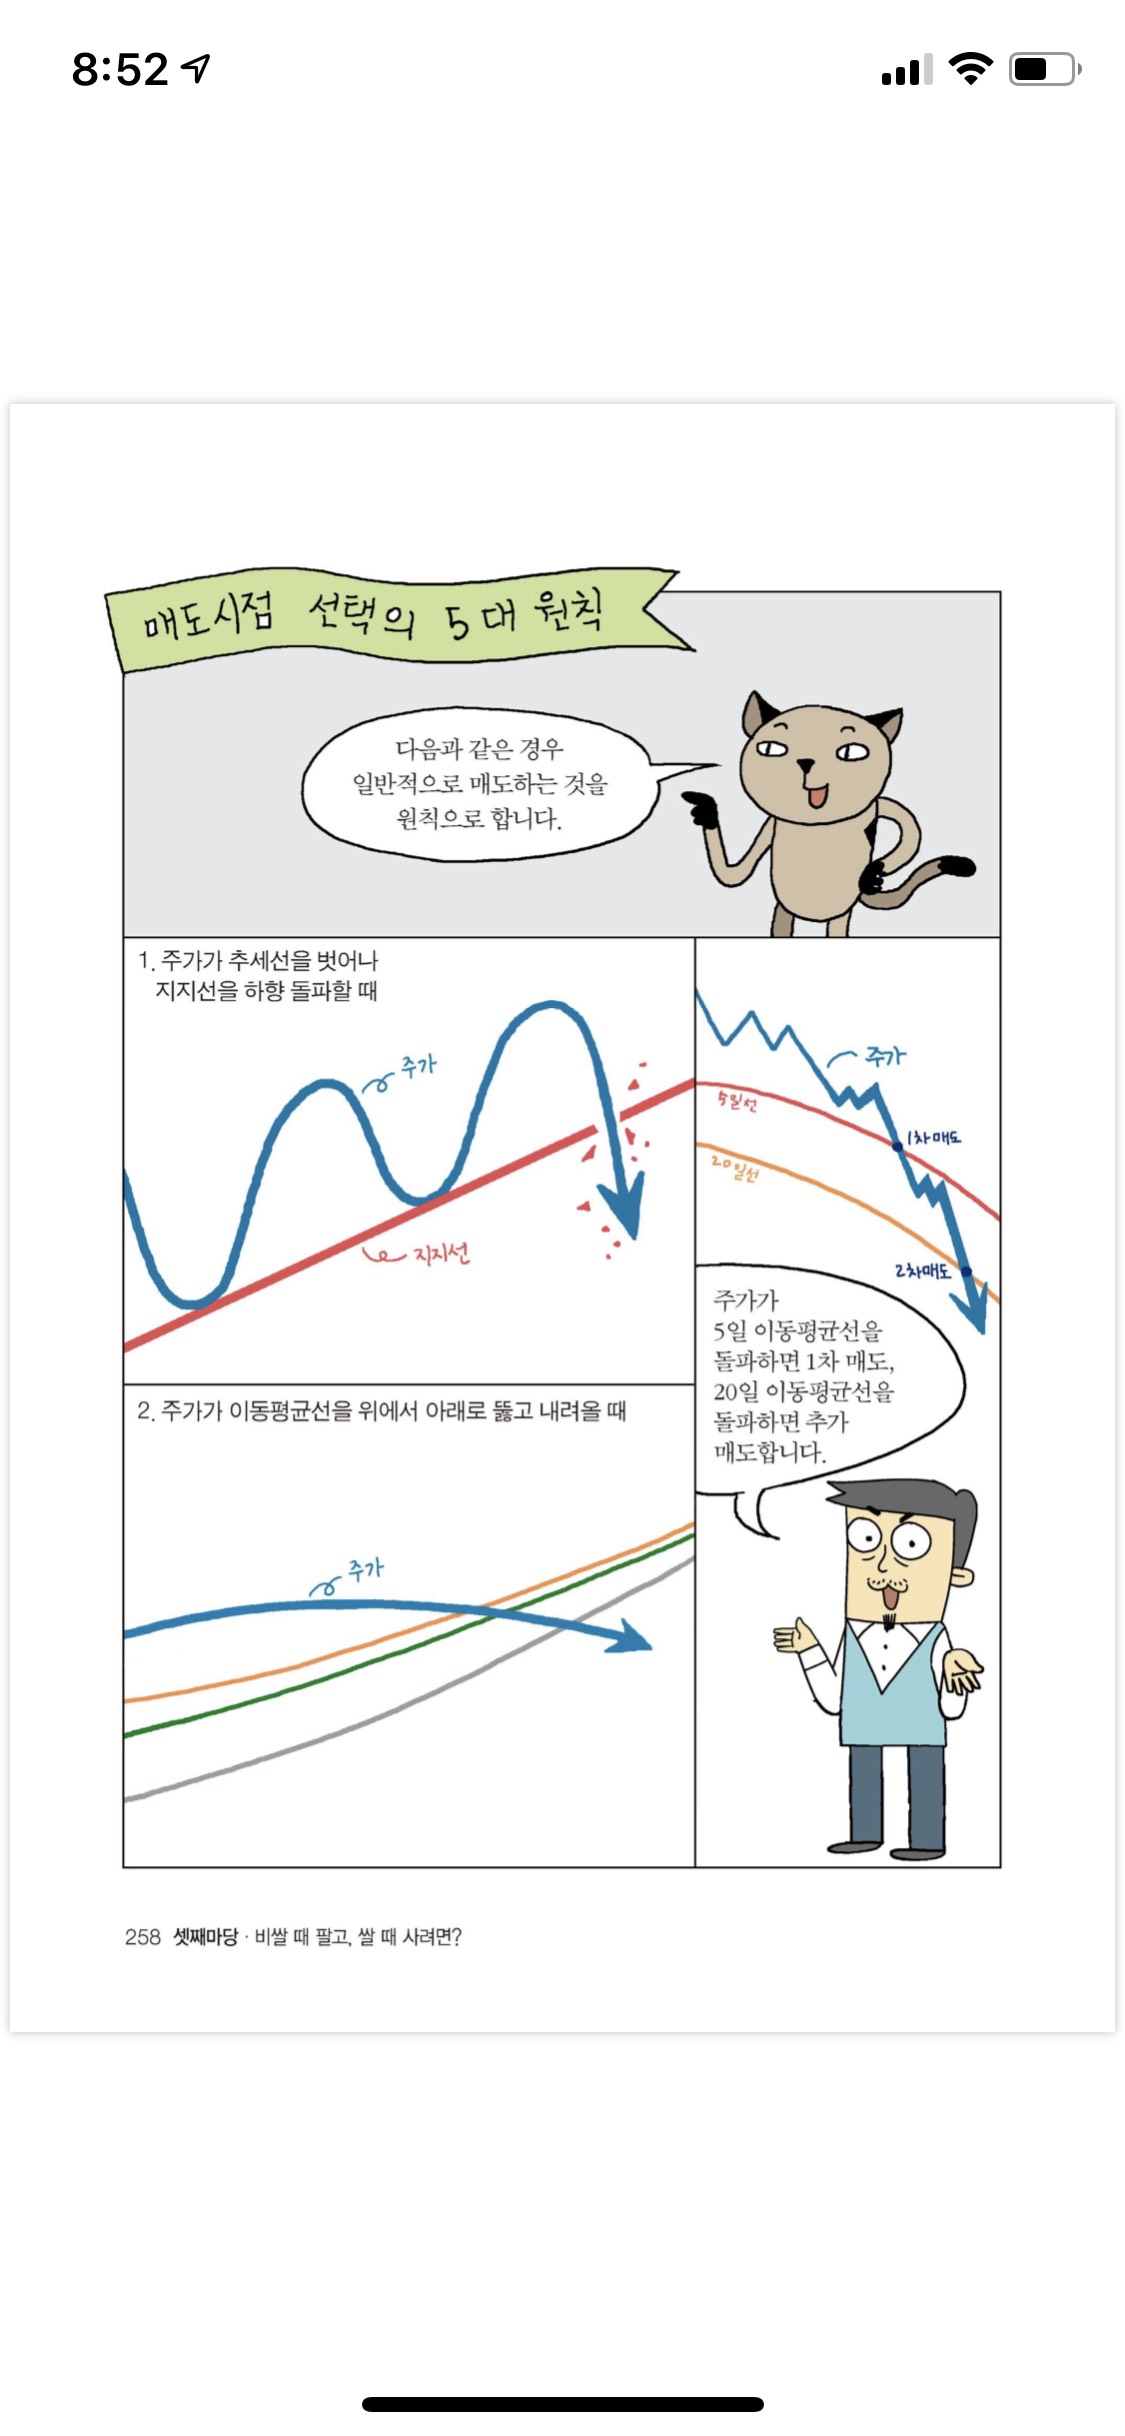 8:52
매도시점 선택의 5대 원칙
다음과 같은 경우
일반적으로 매도하는 것을
원칙으로 합니다.
1. 주가가 추세선을 벗어나
지지선을 하향 돌파할 때
주가
지지선
주가
5일선
20일선
1차매도
2차매도
주가가
5일 이동평균선을
돌파하면 1차 매도,
20일 이동평균선을
돌파하면 추가
매도합니다.
2. 주가가 이동평균선을 위에서 아래로 뚫고 내려올 때
주가
258 셋째마당 · 비쌀 때 팔고, 쌀 때 사려면?